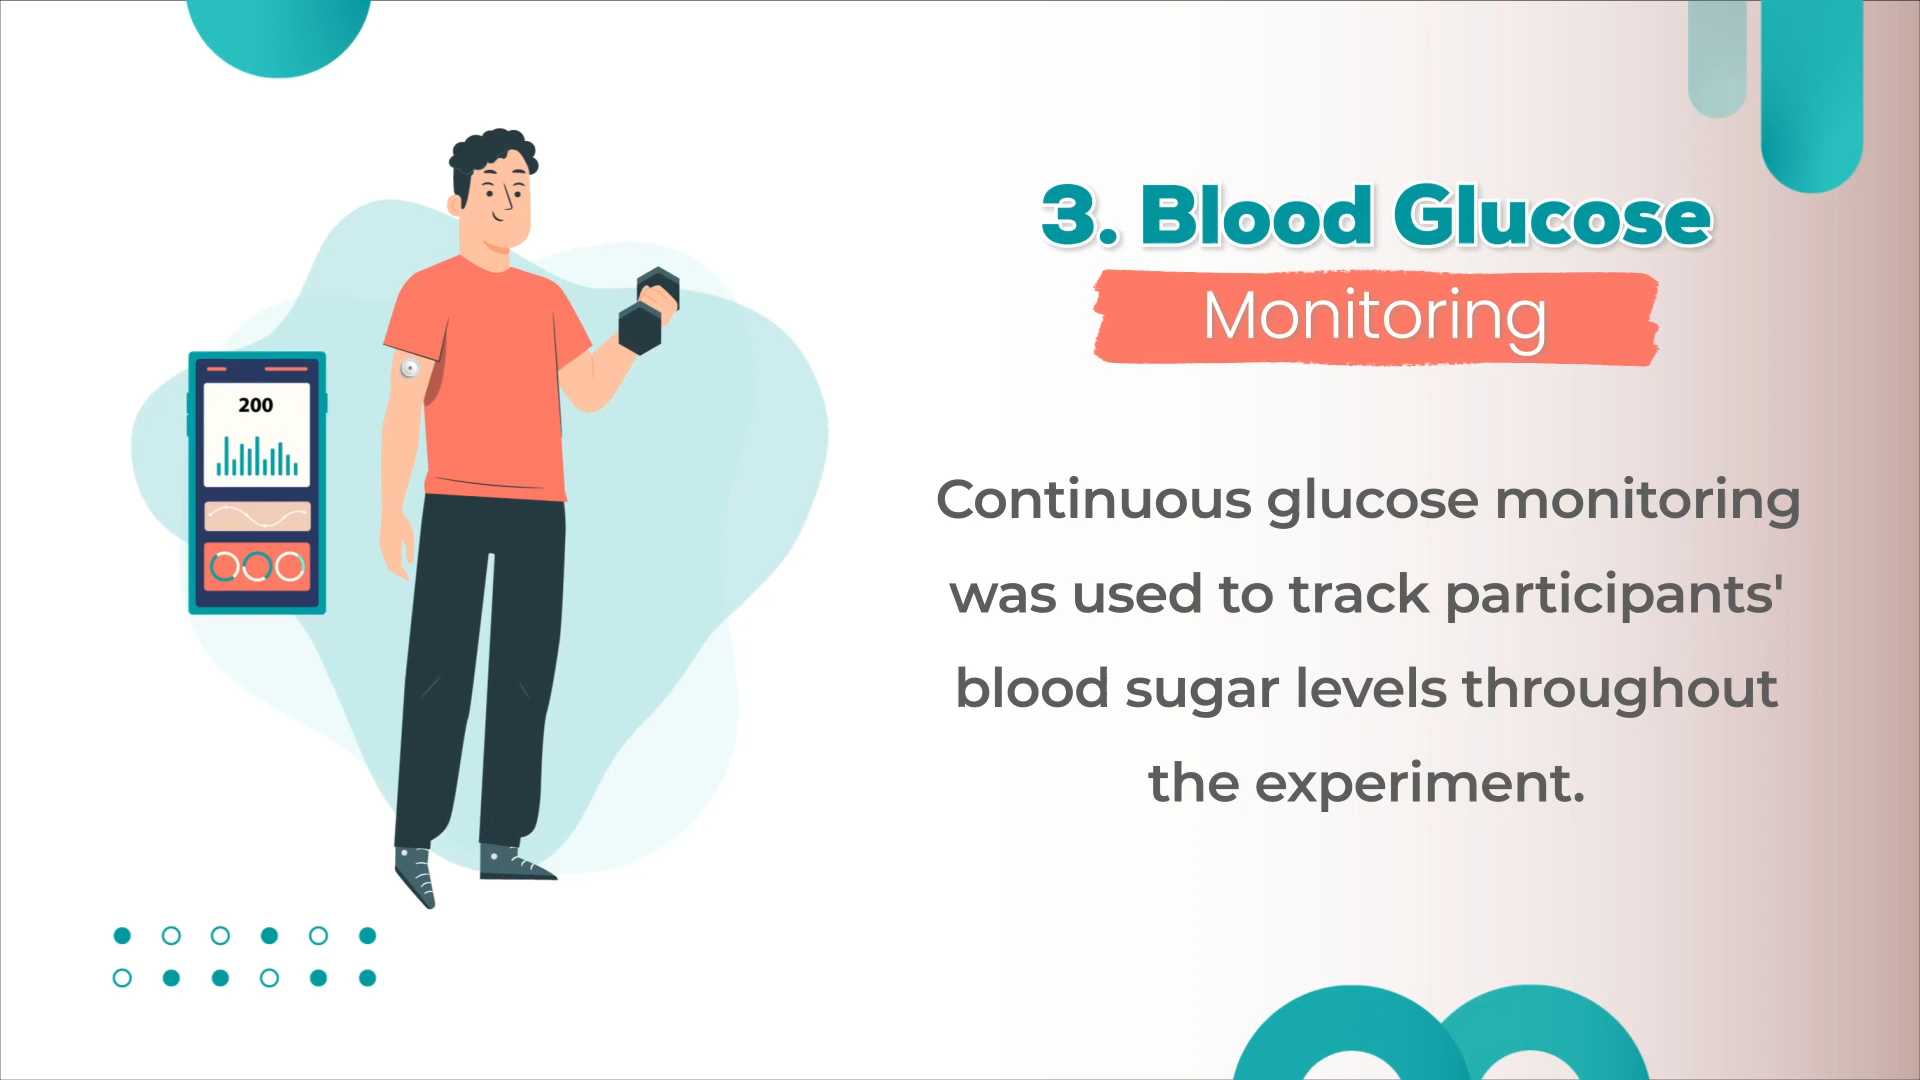 3. Blood Glucose
Monitoring
200
Continuous glucose monitoring
was used to track participants'
blood sugar levels throughout
the experiment.